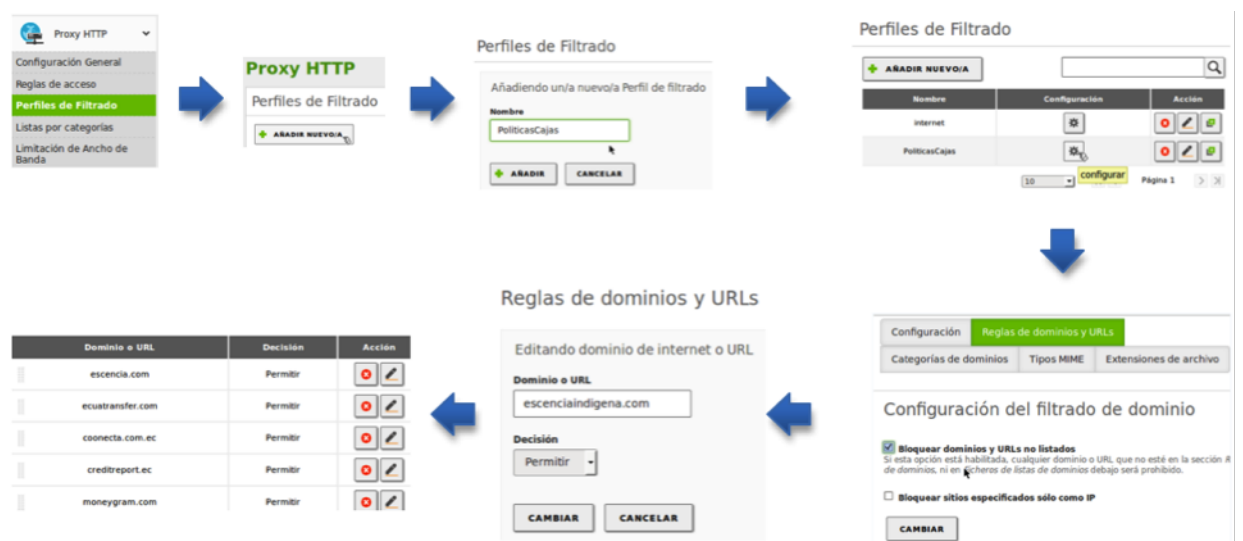 Proxy HTTP
Configuración General
Reglas de acceso
Perfiles de Filtrado
Listas por categorías
Limitación de Ancho de
Banda
Proxy HTTP
Perfiles de Filtrado
AÑADIR NUEVO/A
Perfiles de Filtrado
Añadiendo un/a nuevo/a Perfil de filtrado
Nombre
PoliticasCajas
AÑADIR CANCELAR
Perfiles de Filtrado
AÑADIR NUEVO/A
Nombre Configuración Acción
internet
PoliticasCajas
configurar
10 Página 1
Configuración Reglas de dominios y URLs
Categorías de dominios Tipos MIME Extensiones de archivo
Configuración del filtrado de dominio
Bloquear dominios y URLs no listados
Si esta opción está habilitada, cualquier dominio o URL que no esté en la sección R
de dominios, ni en Ficheros de listas de dominios debajo será prohibido.
Bloquear sitios especificados sólo como IP
CAMBIAR
Reglas de dominios y URLs
Editando dominio de internet o URL
Dominio o URL
escenciaindigena.com
Decisión
Permitir
CAMBIAR CANCELAR
Dominio o URL Decisión Acción
escencia.com Permitir
ecuatransfer.com Permitir
coonecta.com.ec Permitir
creditreport.ec Permitir
moneygram.com Permitir